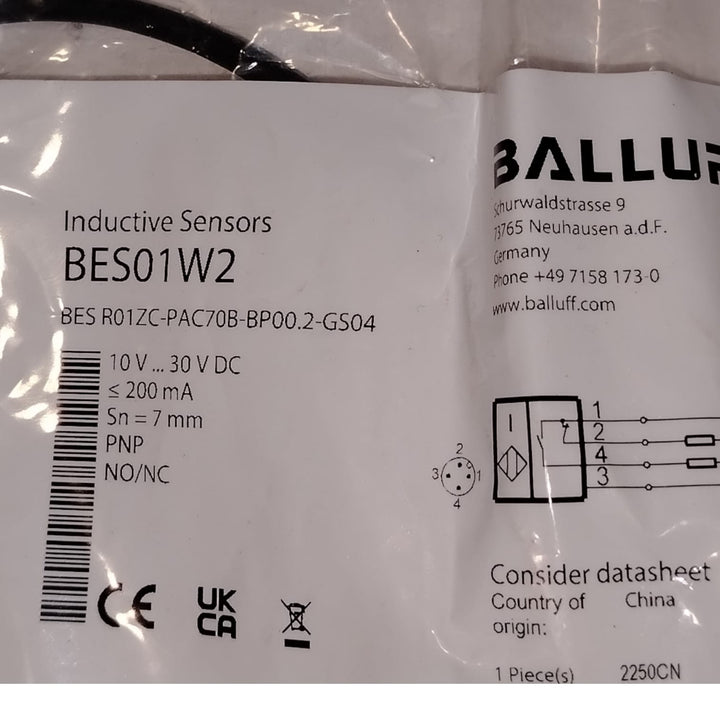 Inductive Sensors
BES01W2
BES R01ZC-PAC70B-BP00.2-GS04
10 V ... 30 V DC
≤ 200 mA
Sn = 7 mm
PNP
NO/NC
CE
UK
CA
BALLUF
Schurwaldstrasse 9
73765 Neuhausen a.d.F.
Germany
Phone +49 7158 173-0
www.balluff.com
2
3 1
4
1
2
4
3
Consider datasheet
Country of China
origin:
1 Piece(s) 2250CN